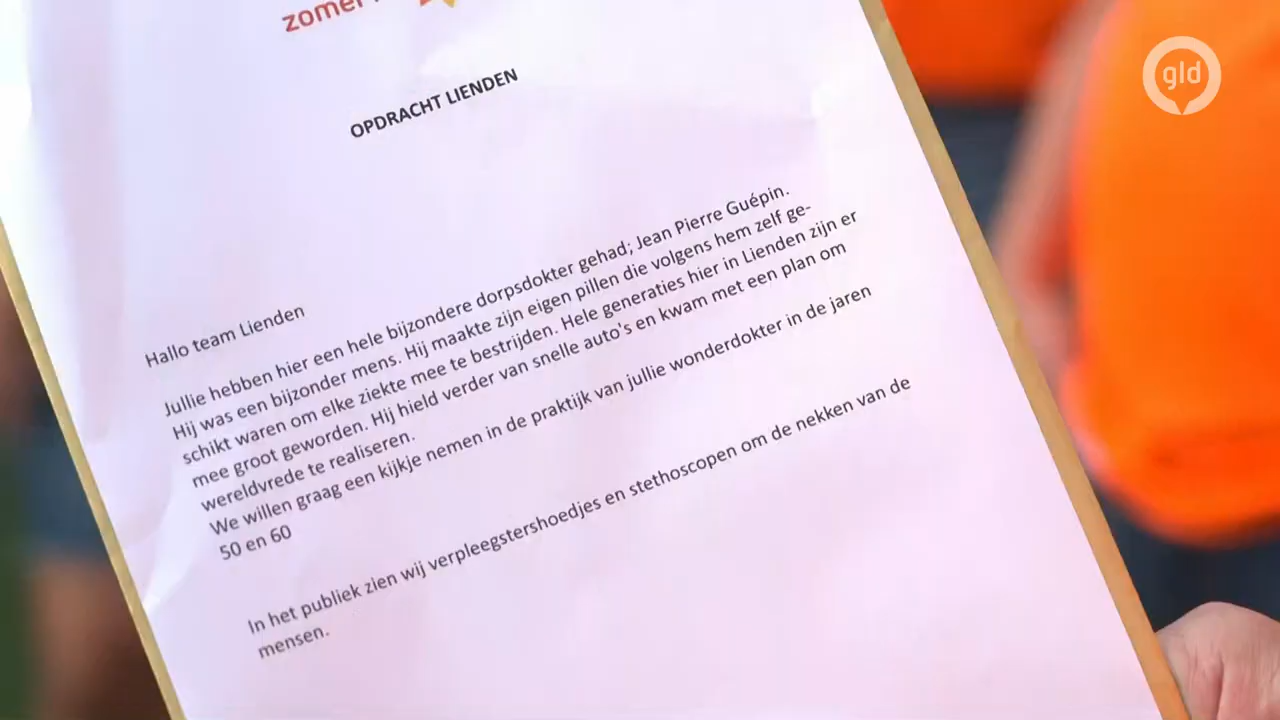 zomer
gld
OPDRACHT LIENDEN
Hallo team Lienden
Jullie hebben hier een hele bijzondere dorpsdokter gehad; Jean Pierre Guépin.
Hij was een bijzonder mens. Hij maakte zijn eigen pillen die volgens hem zelf ge-
schikt waren om elke ziekte mee te bestrijden. Hele generaties hier in Lienden zijn er
mee groot geworden. Hij hield verder van snelle auto's en kwam met een plan om
wereldvrede te realiseren.
We willen graag een kijkje nemen in de praktijk van jullie wonderdokter in de jaren
50 en 60
In het publiek zien wij verpleegstershoedjes en stethoscopen om de nekken van de
mensen.